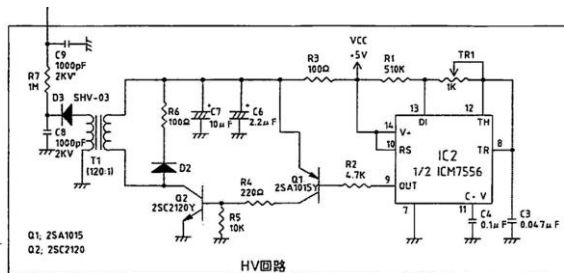 C9
1000pF
2KV
R7
1M
D3
SHV-03
C8
1000pF
2KV
T1
(120:1)
R6
100Ω
D2
C7
10μF
C6
2.2μF
R3
100Ω
VCC
+5V
R1
510K
TR1
1K
13
12
DI
TH
14
V+
10
RS
TR
8
IC2
1/2 ICM7556
9
OUT
C-V
7
11
C4
0.1μF
C3
0.047μF
Q1
2SA1015Y
R2
4.7K
R4
220Ω
Q2
2SC2120Y
R5
10K
Q1; 2SA1015
Q2; 2SC2120
HV回路